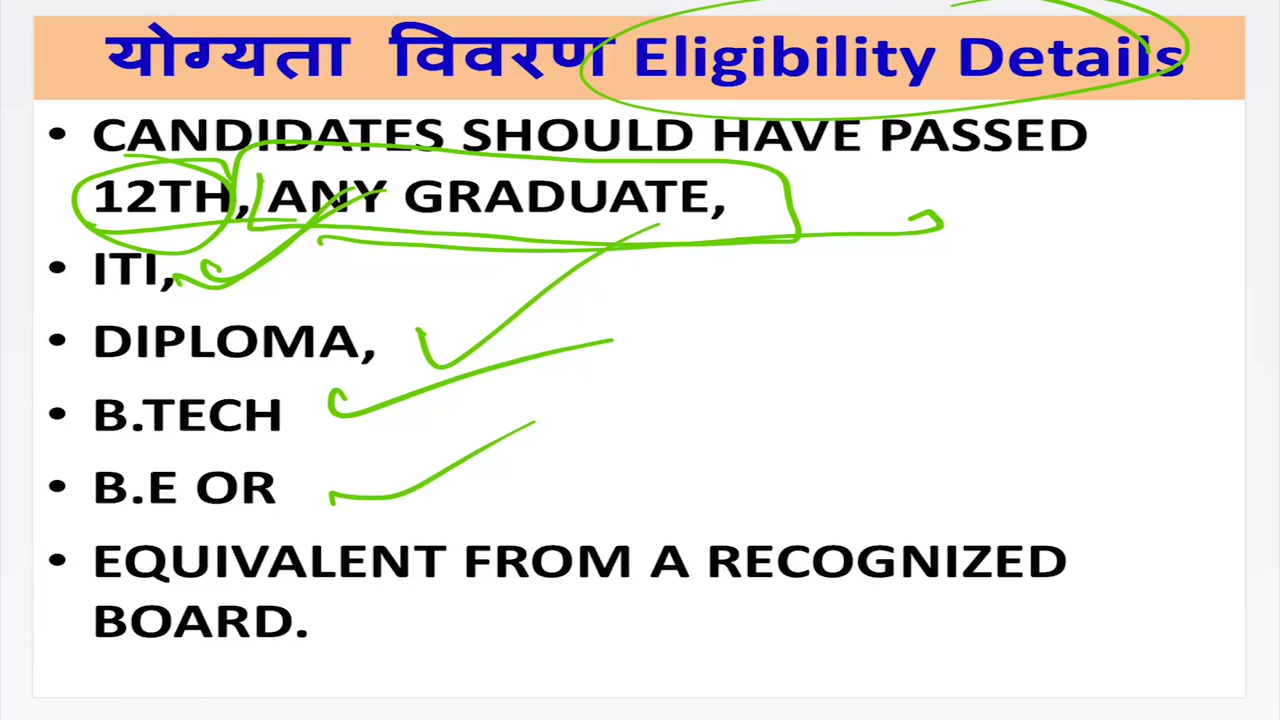 योग्यता विवरण Eligibility Details
• CANDIDATES SHOULD HAVE PASSED
12TH, ANY GRADUATE,
• ITI,
• DIPLOMA,
• B.TECH
• B.E OR
• EQUIVALENT FROM A RECOGNIZED
BOARD.